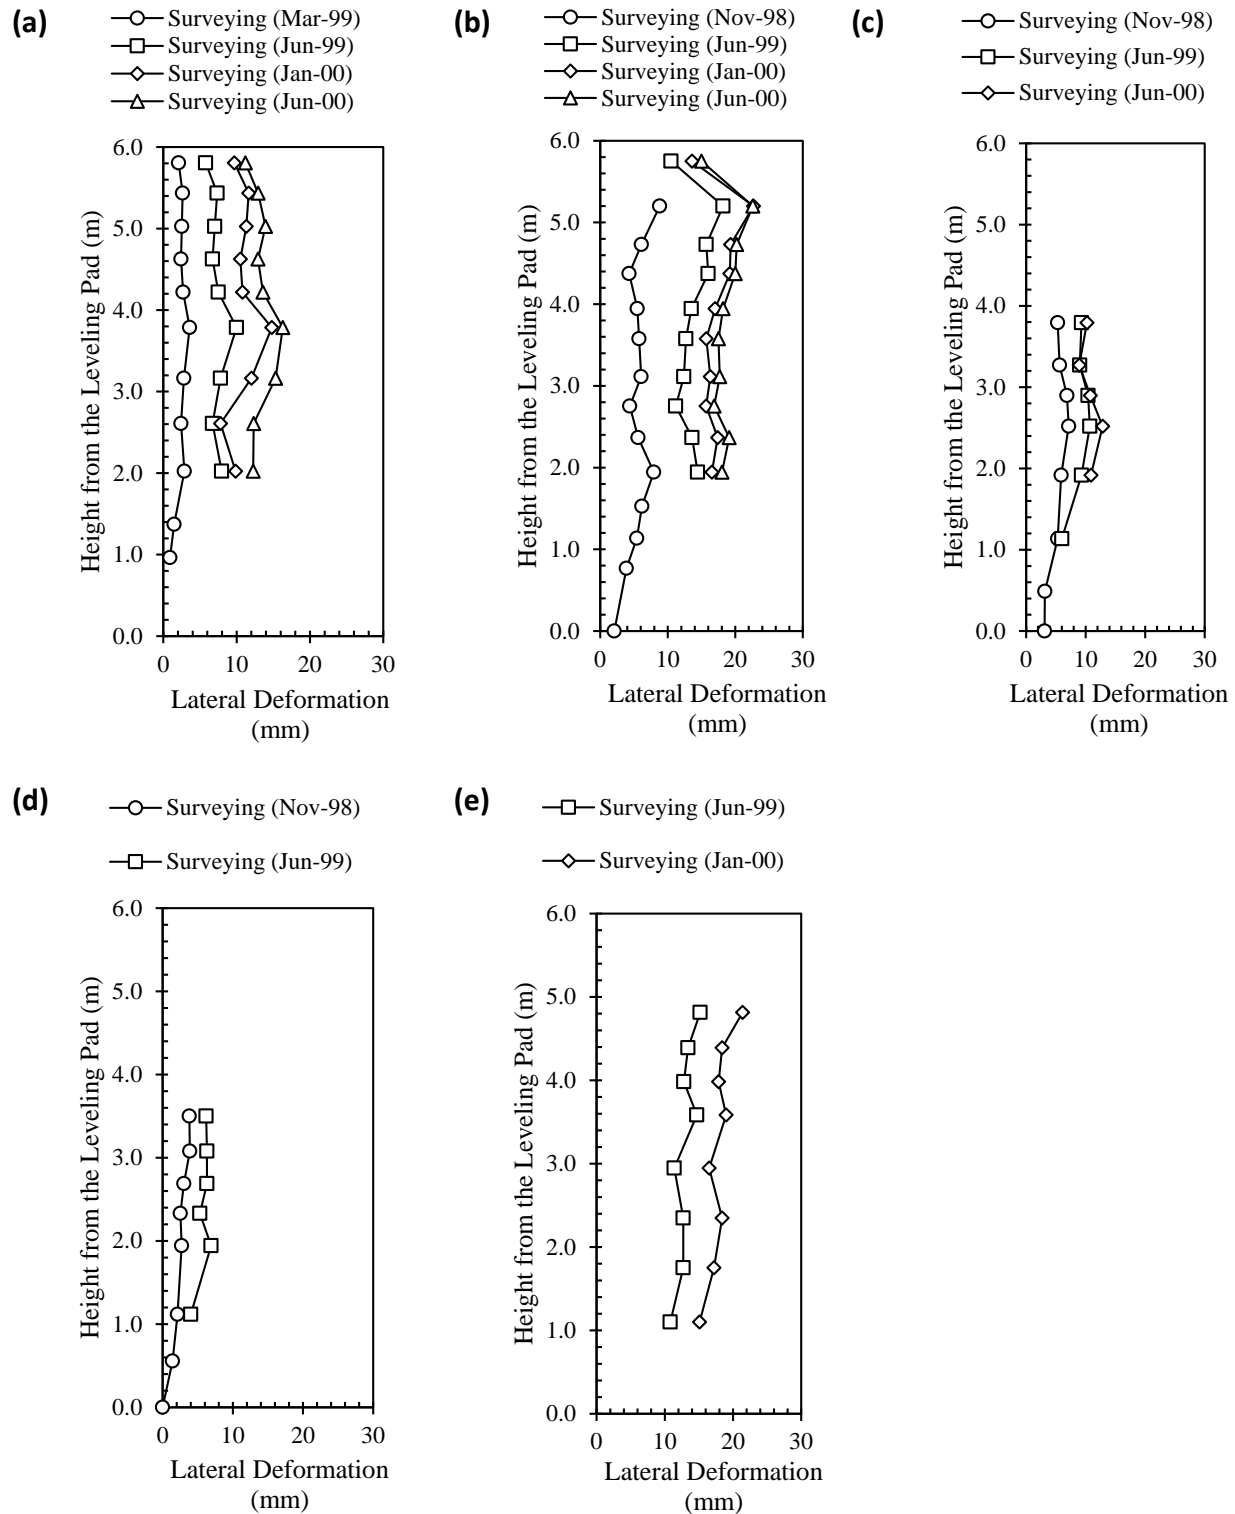 (a)
Surveying (Mar-99)
Surveying (Jun-99)
Surveying (Jan-00)
Surveying (Jun-00)
6.0
5.0
4.0
3.0
2.0
1.0
0.0
Height from the Leveling Pad (m)
0 10 20 30
Lateral Deformation
(mm)
(b)
Surveying (Nov-98)
Surveying (Jun-99)
Surveying (Jan-00)
Surveying (Jun-00)
6.0
5.0
4.0
3.0
2.0
1.0
0.0
Height from the Leveling Pad (m)
0 10 20 30
Lateral Deformation
(mm)
(c)
Surveying (Nov-98)
Surveying (Jun-99)
Surveying (Jun-00)
6.0
5.0
4.0
3.0
2.0
1.0
0.0
Height from the Leveling Pad (m)
0 10 20 30
Lateral Deformation
(mm)
(d)
Surveying (Nov-98)
Surveying (Jun-99)
6.0
5.0
4.0
3.0
2.0
1.0
0.0
Height from the Leveling Pad (m)
0 10 20 30
Lateral Deformation
(mm)
(e)
Surveying (Jun-99)
Surveying (Jan-00)
6.0
5.0
4.0
3.0
2.0
1.0
0.0
Height from the Leveling Pad (m)
0 10 20 30
Lateral Deformation
(mm)